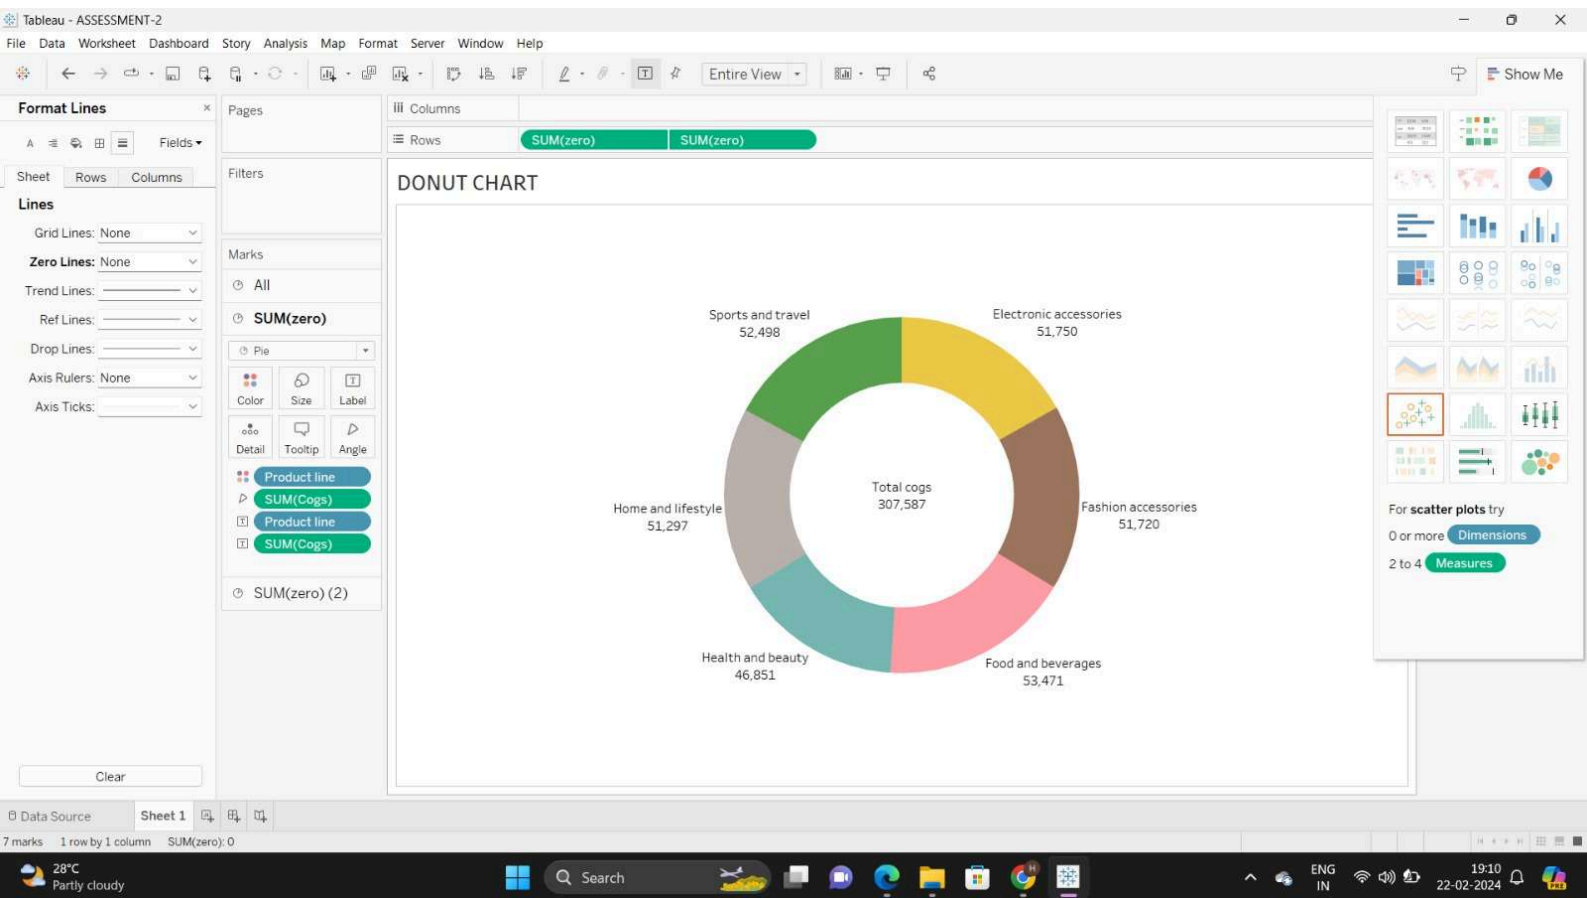 Tableau - ASSESSMENT-2
File Data Worksheet Dashboard Story Analysis Map Format Server Window Help
Entire View
Show Me
Format Lines
Fields
Sheet Rows Columns
Lines
Grid Lines: None
Zero Lines: None
Trend Lines:
Ref Lines:
Drop Lines:
Axis Rulers: None
Axis Ticks:
Clear
Pages
Filters
Marks
All
SUM(zero)
Pie
Color Size Label
Detail Tooltip Angle
Product line
SUM(Cogs)
Product line
SUM(Cogs)
SUM(zero) (2)
Columns
Rows SUM(zero) SUM(zero)
DONUT CHART
Sports and travel
52,498
Electronic accessories
51,750
Home and lifestyle
51,297
Total cogs
307,587
Fashion accessories
51,720
Health and beauty
46,851
Food and beverages
53,471
For scatter plots try
0 or more Dimensions
2 to 4 Measures
Data Source Sheet 1
7 marks 1 row by 1 column SUM(zero): 0
28°C
Partly cloudy
Search
ENG
IN
19:10
22-02-2024
PRE